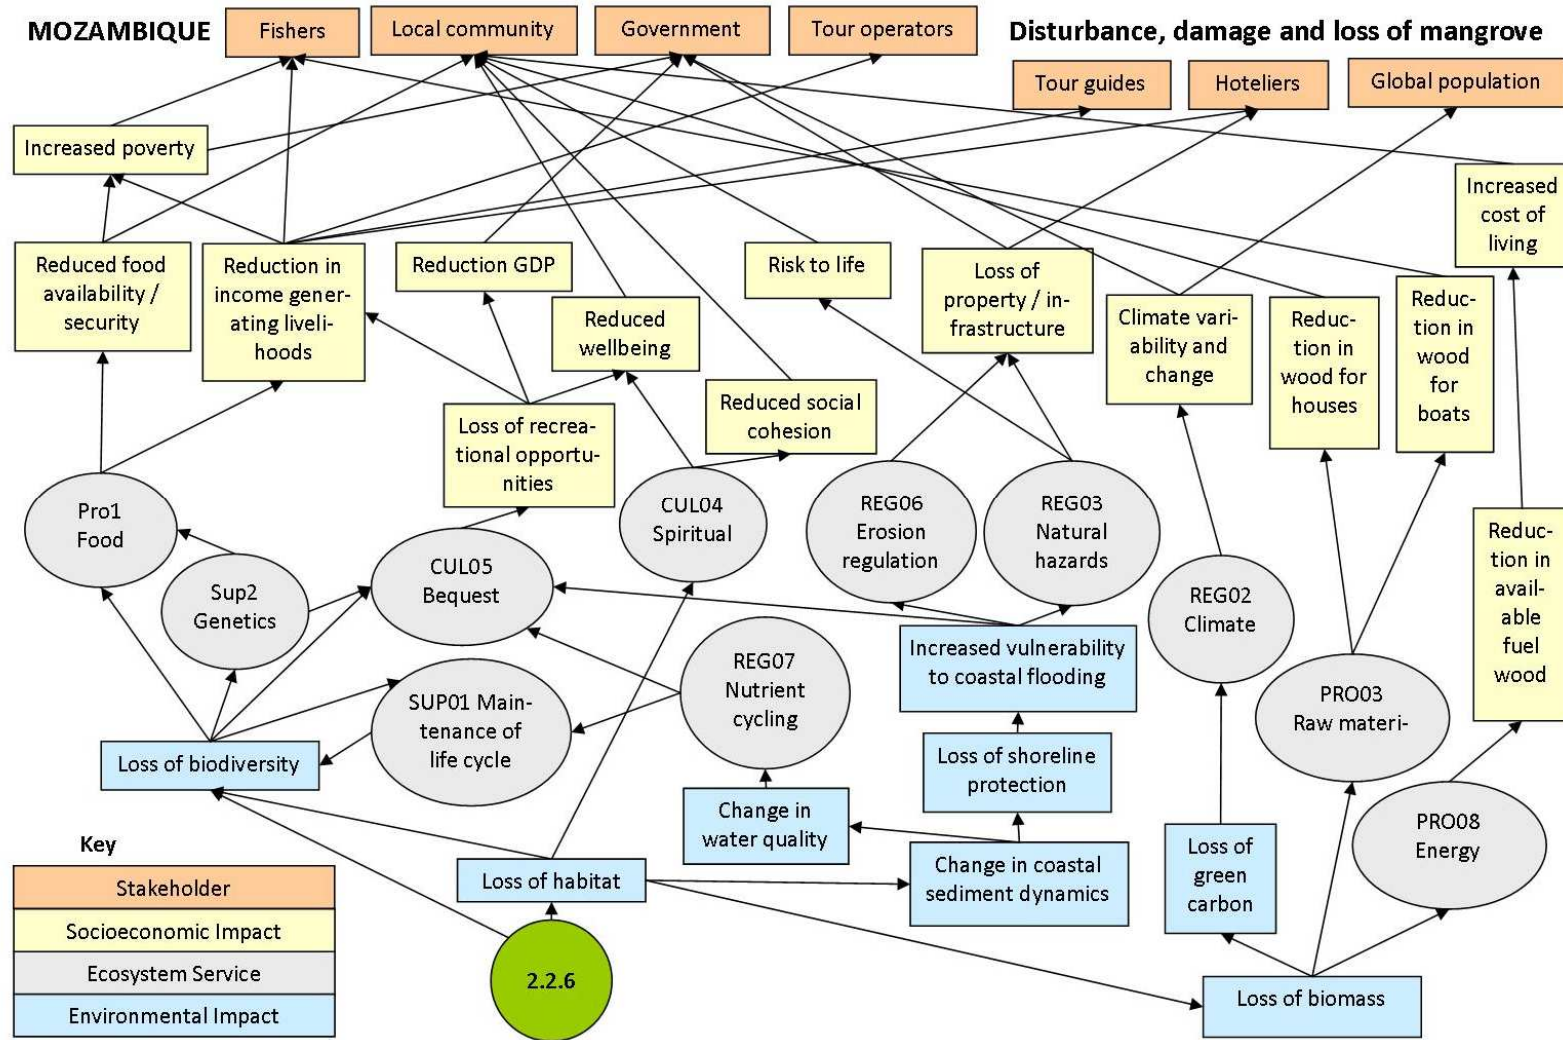 MOZAMBIQUE
Fishers
Local community
Government
Tour operators
Disturbance, damage and loss of mangrove
Tour guides
Hoteliers
Global population
Increased poverty
Increased
cost of
living
Reduced food
availability /
security
Reduction in
income gener-
ating liveli-
hoods
Reduction GDP
Reduced
wellbeing
Risk to life
Loss of
property / in-
frastructure
Climate vari-
ability and
change
Reduc-
tion in
wood for
houses
Reduc-
tion in
wood
for
boats
Loss of recrea-
tional opportu-
nities
Reduced social
cohesion
Pro1
Food
Sup2
Genetics
CUL05
Bequest
CUL04
Spiritual
REG06
Erosion
regulation
REG03
Natural
hazards
REG02
Climate
Reduc-
tion in
avail-
able
fuel
wood
SUP01 Main-
tenance of
life cycle
REG07
Nutrient
cycling
Increased vulnerability
to coastal flooding
PRO03
Raw materi-
Loss of biodiversity
Loss of shoreline
protection
Change in
water quality
PRO08
Energy
Loss of habitat
Change in coastal
sediment dynamics
Loss of
green
carbon
2.2.6
Loss of biomass
Key
Stakeholder
Socioeconomic Impact
Ecosystem Service
Environmental Impact